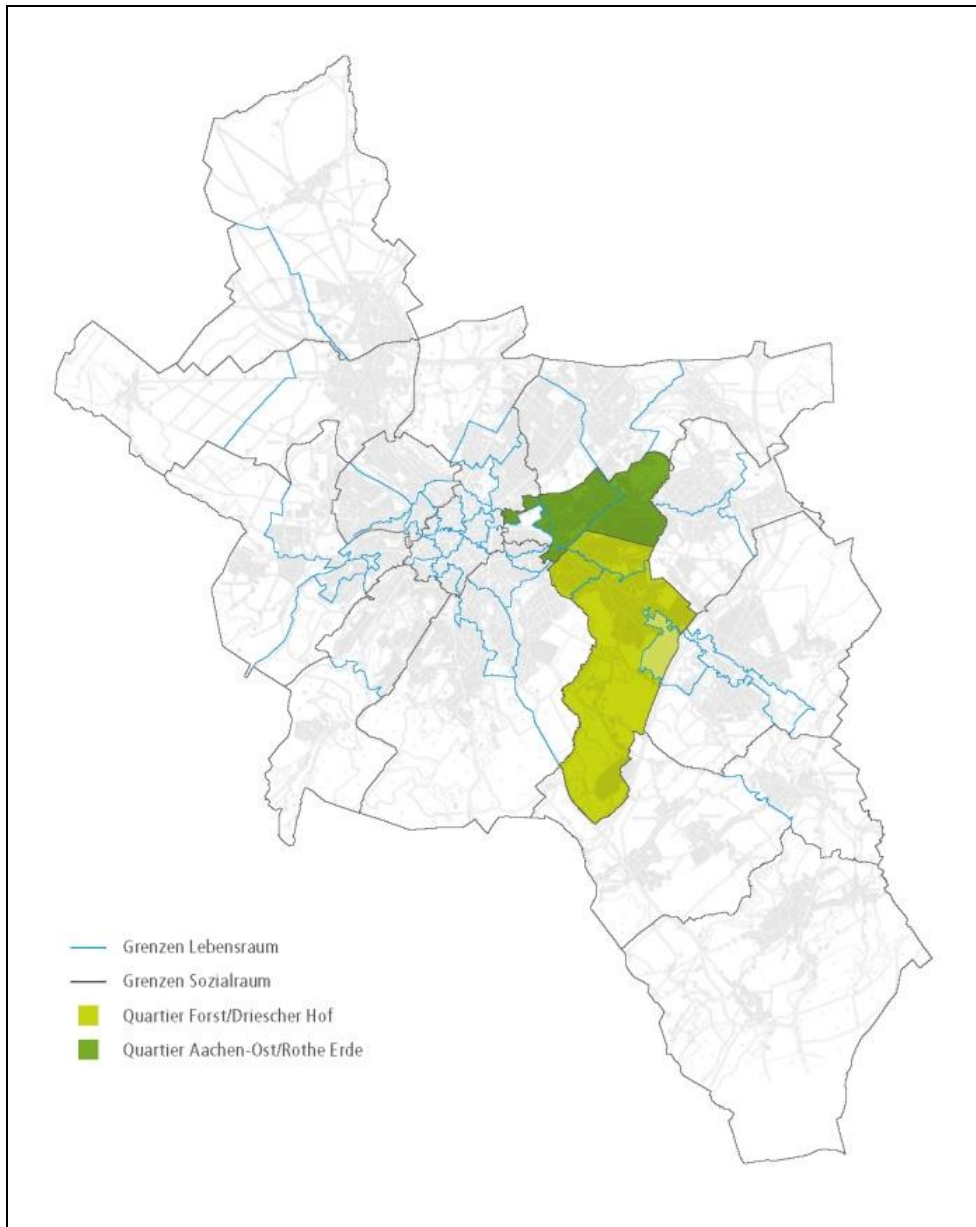 Grenzen Lebensraum
Grenzen Sozialraum
Quartier Forst/Driescher Hof
Quartier Aachen-Ost/Rothe Erde